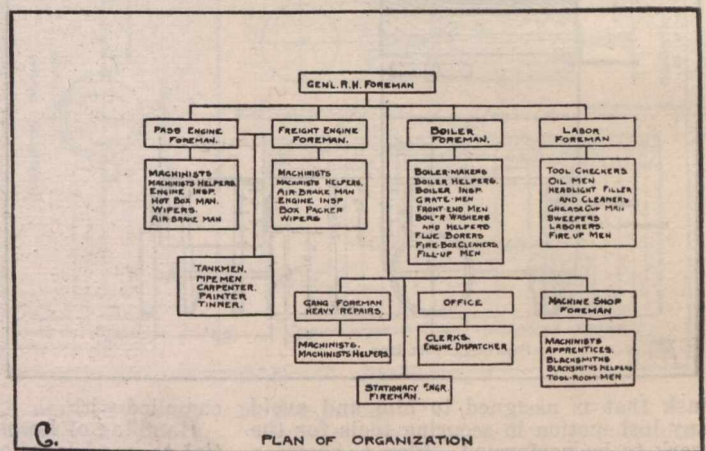 GENL. R.H. FOREMAN
PASS ENGINE
FOREMAN.
FREIGHT ENGINE
FOREMAN.
BOILER
FOREMAN.
LABOR
FOREMAN
MACHINISTS
MACHINISTS HELPERS.
ENGINE INSP.
HOT BOX MAN.
WIPERS.
AIR-BRAKE MAN
MACHINISTS
MACHINISTS HELPERS.
AIR-BRAKE MAN
ENGINE INSP
BOX PACKER
WIPERS
BOILER-MAKERS
BOILER HELPERS.
BOILER INSP.
GRATE-MEN
FRONT END MEN
BOIL'R WASHERS
AND HELPERS
FLUE BORERS
FIRE-BOX CLEANERS.
FILL-UP MEN
TOOL CHECKERS
OIL MEN
HEADLIGHT FILLER
AND CLEANERS
GREASE CUP MAN
SWEEPERS
LABORERS.
FIRE UP MEN
TANKMEN.
PIPEMEN
CARPENTER.
PAINTER
TINNER.
GANG FOREMAN
HEAVY REPAIRS.
OFFICE
MACHINE SHOP
FOREMAN
MACHINISTS.
MACHINISTS HELPERS.
CLERKS.
ENGINE DISPATCHER
MACHINISTS
APPRENTICES.
BLACKSMITHS
BLACKSMITHS HELPERS
TOOL-ROOM MEN
STATIONARY ENGR.
FIREMAN.
C.
PLAN OF ORGANIZATION